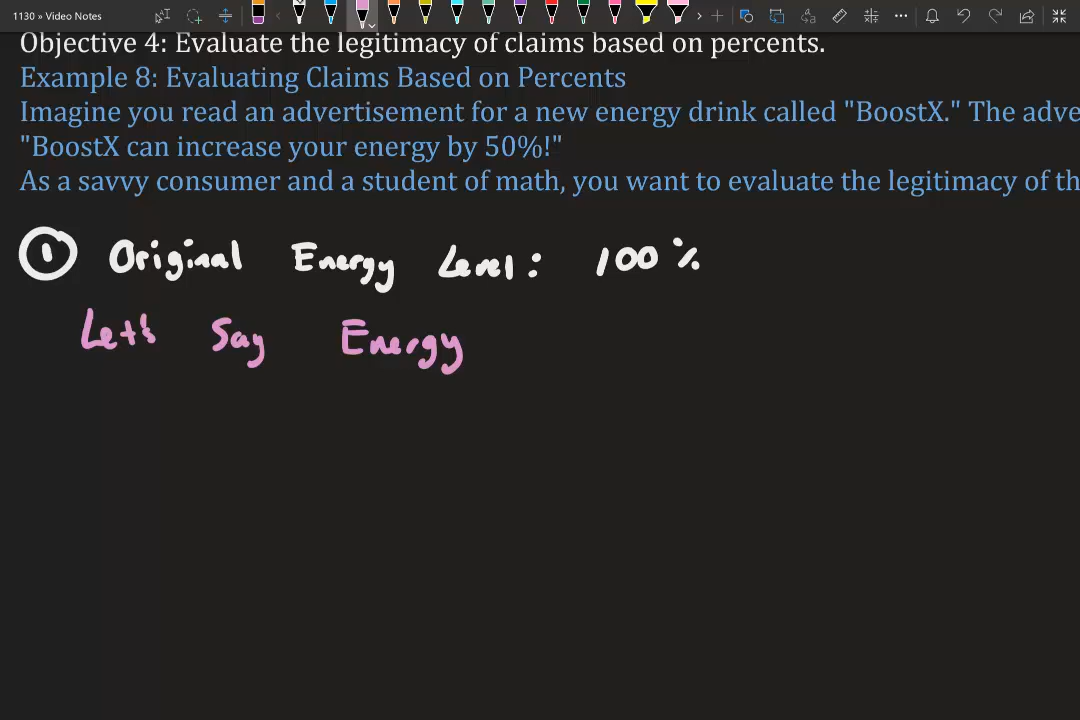 1130 » Video Notes
Objective 4: Evaluate the legitimacy of claims based on percents.
Example 8: Evaluating Claims Based on Percents
Imagine you read an advertisement for a new energy drink called "BoostX." The adve
"BoostX can increase your energy by 50%!"
As a savvy consumer and a student of math, you want to evaluate the legitimacy of th
① Original Energy Level: 100%
Let's Say Energy